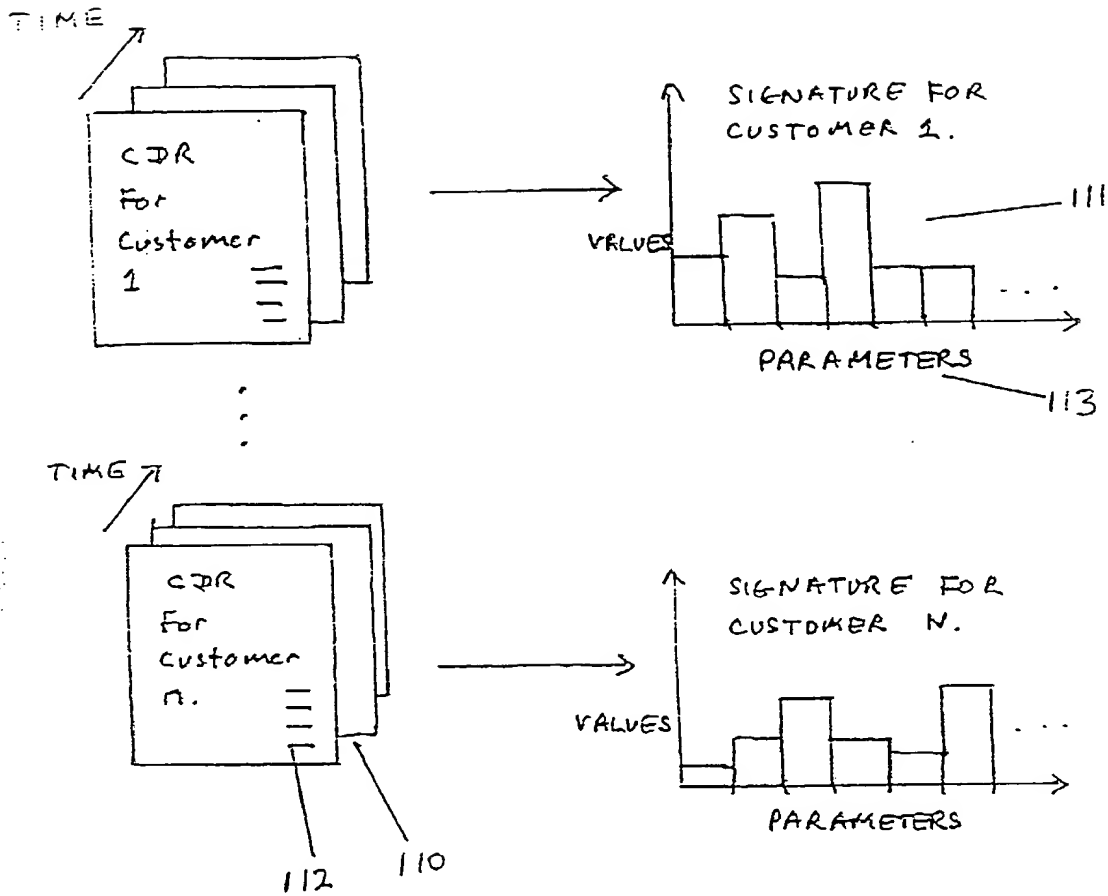 TIME
CDR
For
Customer
1
SIGNATURE FOR
CUSTOMER 1.
VALUES
111
PARAMETERS
113
TIME
CDR
For
Customer
n.
SIGNATURE FOR
CUSTOMER N.
VALUES
PARAMETERS
112
110